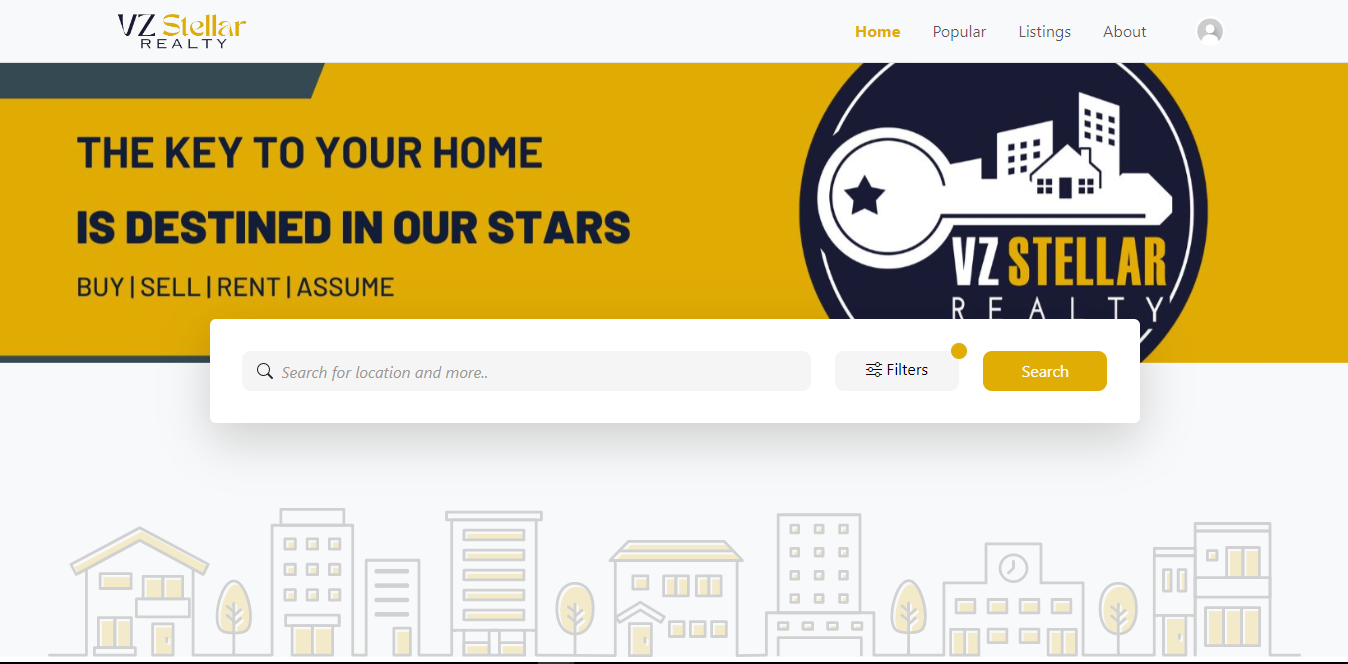 VZ Stellar
REALTY
Home
Popular
Listings
About
THE KEY TO YOUR HOME
IS DESTINED IN OUR STARS
BUY | SELL | RENT | ASSUME
VZ STELLAR
REALTY
Search for location and more..
Filters
Search